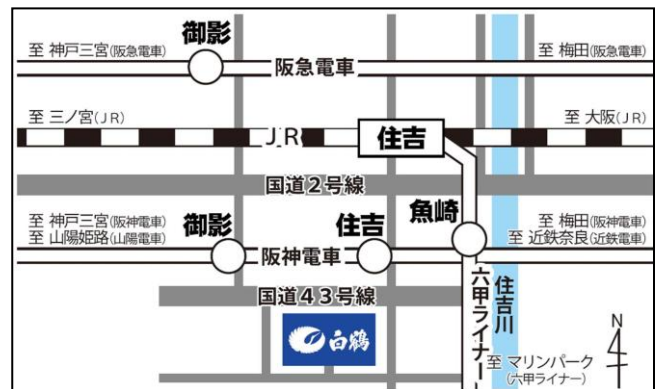 御影
至 神戸三宮(阪急電車)
阪急電車
至 梅田(阪急電車)
至 三ノ宮(JR)
JR
住吉
至 大阪(JR)
国道2号線
至 神戸三宮(阪神電車)
至 山陽姫路(山陽電車)
御影
阪神電車
住吉
魚崎
至 梅田(阪神電車)
至 近鉄奈良(近鉄電車)
国道43号線
六甲ライナー
住吉川
白鶴
N
至 マリンパーク
(六甲ライナー)